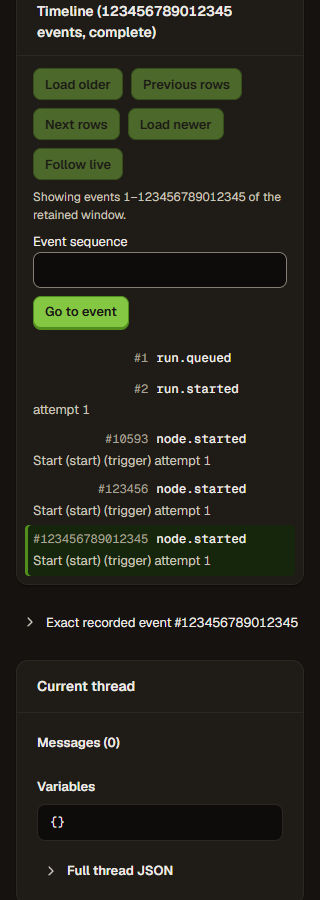 Timeline (123456789012345
events, complete)
Load older
Previous rows
Next rows
Load newer
Follow live
Showing events 1–123456789012345 of the
retained window.
Event sequence
Go to event
#1 run.queued
#2 run.started
attempt 1
#10593 node.started
Start (start) (trigger) attempt 1
#123456 node.started
Start (start) (trigger) attempt 1
#123456789012345 node.started
Start (start) (trigger) attempt 1
Exact recorded event #123456789012345
Current thread
Messages (0)
Variables
{}
Full thread JSON